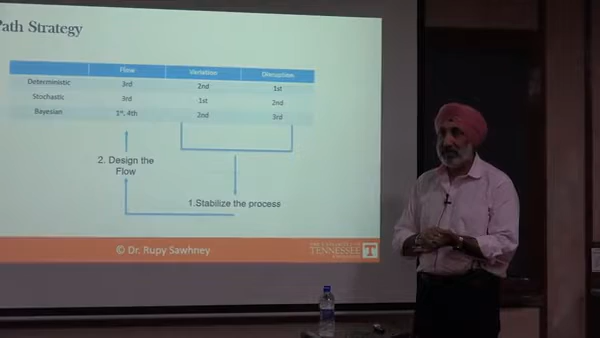 Path Strategy
Flow Variation Disruption
Deterministic 3rd 2nd 1st
Stochastic 3rd 1st 2nd
Bayesian 1st, 4th 2nd 3rd
2. Design the
Flow
1.Stabilize the process
© Dr. Rupy Sawhney
TENNESSEE
T